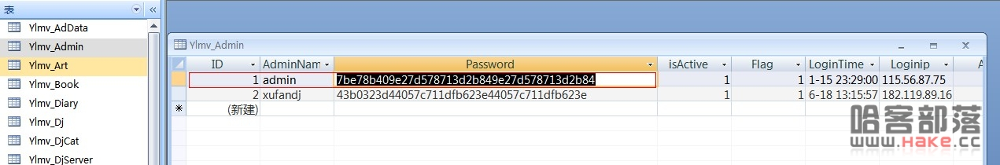 表
Ylmv_AdData
Ylmv_Admin
Ylmv_Art
Ylmv_Book
Ylmv_Diary
Ylmv_Dj
Ylmv_DjCat
Ylmv_DjServer
Ylmv_Admin
ID AdminNam Password isActive Flag LoginTime Loginip A
1 admin 7be78b409e27d578713d2b849e27d578713d2b84 1 1 1-15 23:29:00 115.56.87.75
2 xufandj 43b0323d44057c711dfb623e44057c711dfb623e 1 1 6-18 13:15:57 182.119.89.16
* (新建)
哈客部落
www.Hake.cc